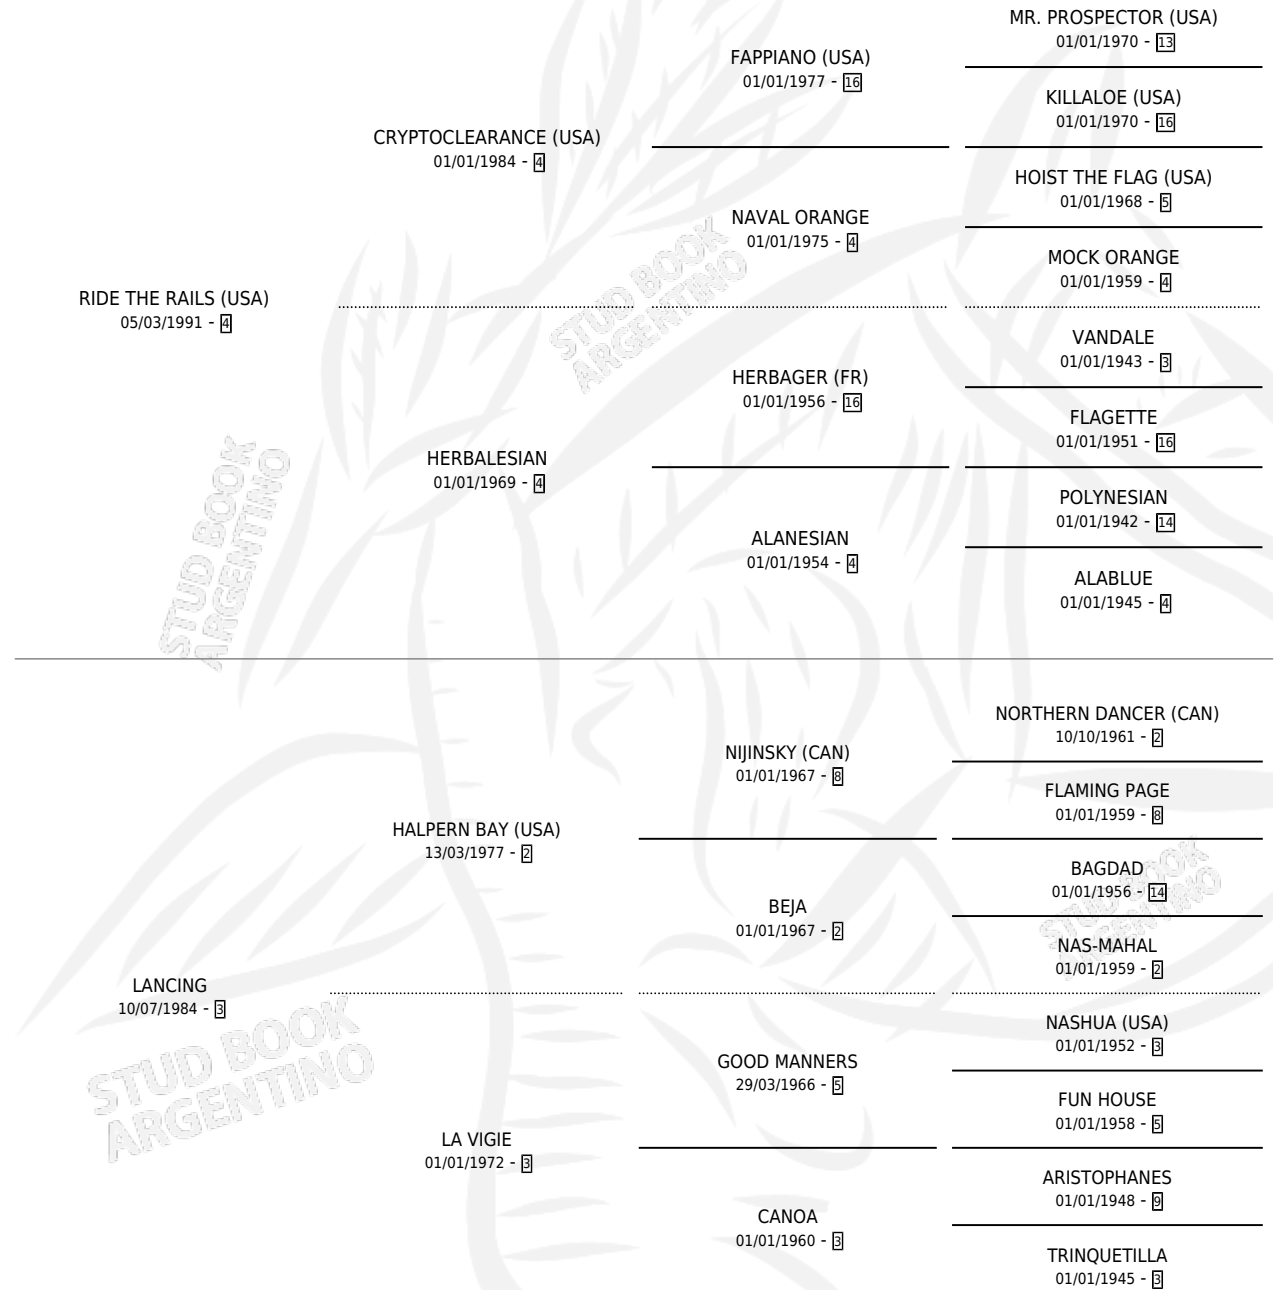 MR. PROSPECTOR (USA)
01/01/1970 - 13
FAPPIANO (USA)
01/01/1977 - 16
KILLALOE (USA)
01/01/1970 - 16
CRYPTOCLEARANCE (USA)
01/01/1984 - 4
HOIST THE FLAG (USA)
01/01/1968 - 5
NAVAL ORANGE
01/01/1975 - 4
MOCK ORANGE
01/01/1959 - 4
RIDE THE RAILS (USA)
05/03/1991 - 4
STUD BOOK
ARGENTINO
VANDALE
01/01/1943 - 3
HERBAGER (FR)
01/01/1956 - 16
FLAGETTE
01/01/1951 - 16
HERBALESIAN
01/01/1969 - 4
POLYNESIAN
01/01/1942 - 14
ALANESIAN
01/01/1954 - 4
ALABLUE
01/01/1945 - 4
STUD BOOK
ARGENTINO
NORTHERN DANCER (CAN)
10/10/1961 - 2
NIJINSKY (CAN)
01/01/1967 - 8
FLAMING PAGE
01/01/1959 - 8
HALPERN BAY (USA)
13/03/1977 - 2
BAGDAD
01/01/1956 - 14
STUD BOOK
ARGENTINO
BEJA
01/01/1967 - 2
NAS-MAHAL
01/01/1959 - 2
LANCING
10/07/1984 - 3
NASHUA (USA)
01/01/1952 - 3
GOOD MANNERS
29/03/1966 - 5
FUN HOUSE
01/01/1958 - 5
STUD BOOK
ARGENTINO
LA VIGIE
01/01/1972 - 3
ARISTOPHANES
01/01/1948 - 9
CANOA
01/01/1960 - 3
TRINQUETILLA
01/01/1945 - 3